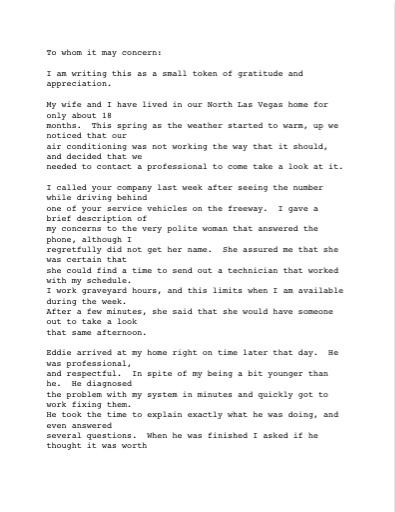 To whom it may concern:
I am writing this as a small token of gratitude and
appreciation.
My wife and I have lived in our North Las Vegas home for
only about 18
months.  This spring as the weather started to warm, up we
noticed that our
air conditioning was not working the way that it should,
and decided that we
needed to contact a professional to come take a look at it.
I called your company last week after seeing the number
while driving behind
one of your service vehicles on the freeway.  I gave a
brief description of
my concerns to the very polite woman that answered the
phone, although I
regretfully did not get her name.  She assured me that she
was certain that
she could find a time to send out a technician that worked
with my schedule.
I work graveyard hours, and this limits when I am available
during the week.
After a few minutes, she said that she would have someone
out to take a look
that same afternoon.
Eddie arrived at my home right on time later that day.  He
was professional,
and respectful.  In spite of my being a bit younger than
he.  He diagnosed
the problem with my system in minutes and quickly got to
work fixing them.
He took the time to explain exactly what he was doing, and
even answered
several questions.  When he was finished I asked if he
thought it was worth